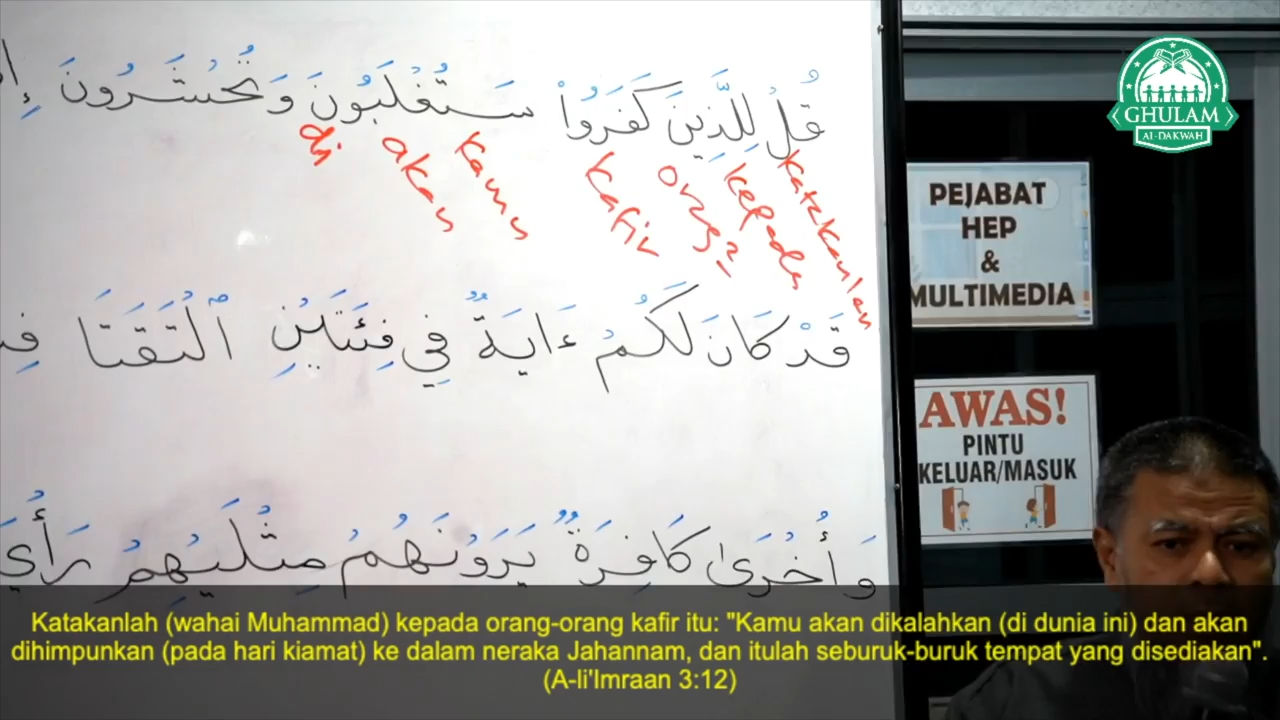 قُلْ لِلَّذِينَ كَفَرُوا۟ سَتُغْلَبُونَ وَتُحْشَرُونَ
katakanlah
kepada
orang²
kafir
kamu
akan
di
قَدْ كَانَ لَكُمْ ءَايَةٌ فِي فِئَتَيْنِ ٱلْتَقَتَا
وَأُخْرَىٰ كَافِرَةٌ يَرَوْنَهُمْ مِثْلَيْهِمْ رَأْيَ
GHULAM
Al-DAKWAH
PEJABAT
HEP
&
MULTIMEDIA
AWAS!
PINTU
KELUAR/MASUK
Katakanlah (wahai Muhammad) kepada orang-orang kafir itu: "Kamu akan dikalahkan (di dunia ini) dan akan
dihimpunkan (pada hari kiamat) ke dalam neraka Jahannam, dan itulah seburuk-buruk tempat yang disediakan".
(A-li'Imraan 3:12)